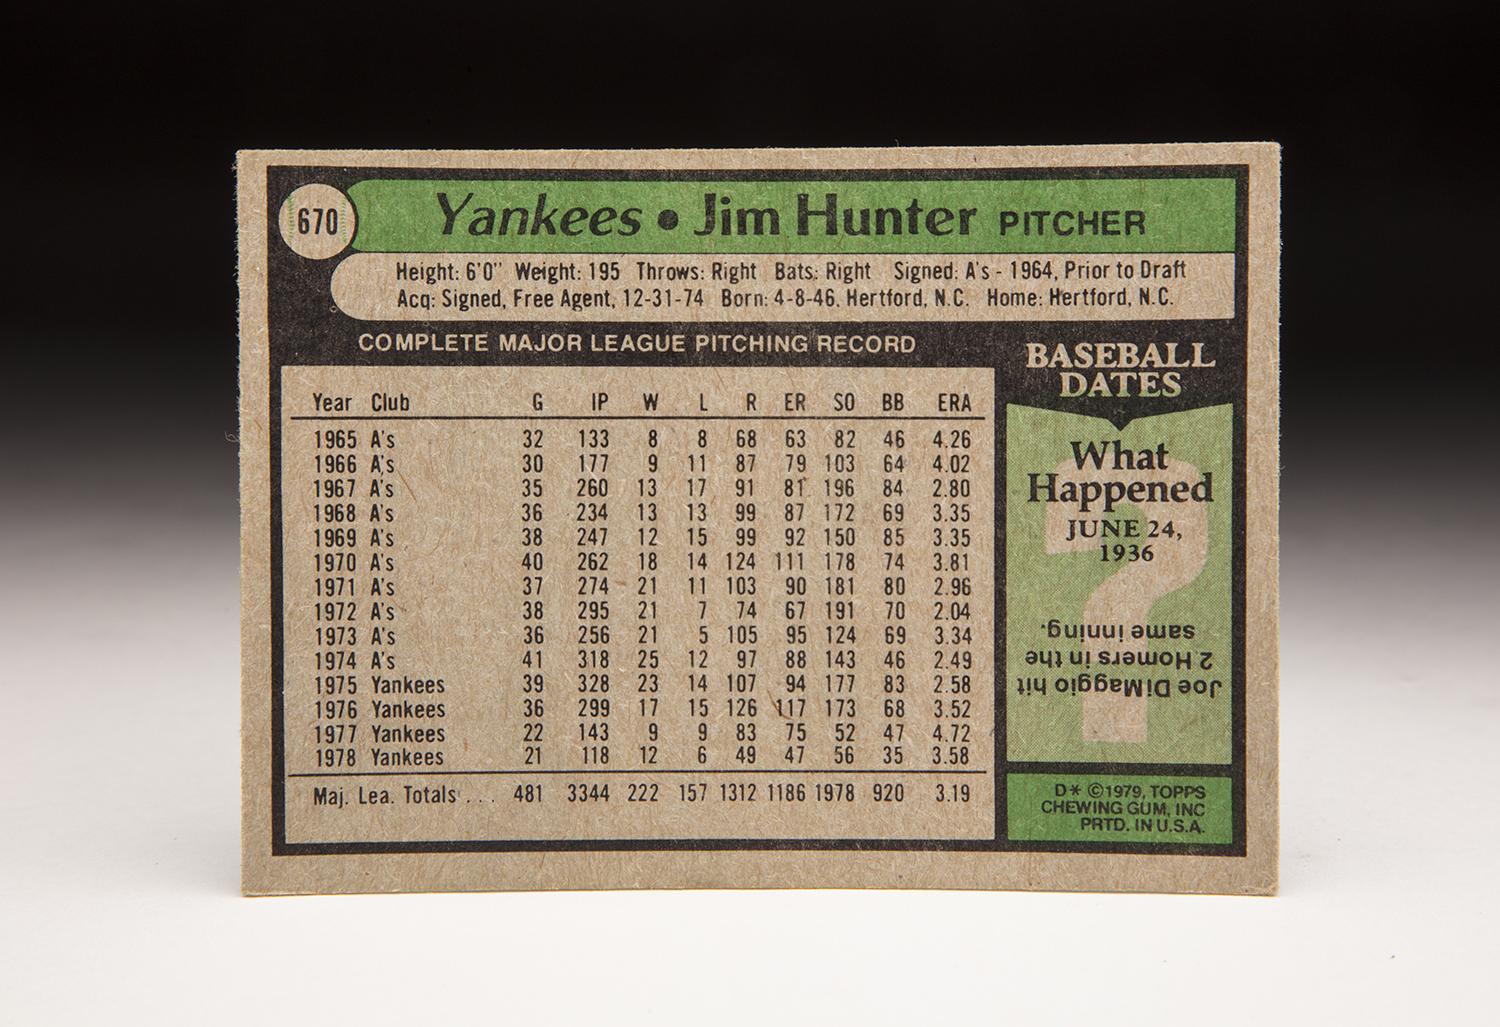 670
Yankees • Jim Hunter PITCHER
Height: 6'0" Weight: 195 Throws: Right Bats: Right Signed: A's - 1964, Prior to Draft
Acq: Signed, Free Agent, 12-31-74 Born: 4-8-46. Hertford, N.C. Home: Hertford, N.C.
COMPLETE MAJOR LEAGUE PITCHING RECORD
Year Club G IP W L R ER SO BB ERA
1965 A's 32 133 8 8 68 63 82 46 4.26
1966 A's 30 177 9 11 87 79 103 64 4.02
1967 A's 35 260 13 17 91 81 196 84 2.80
1968 A's 36 234 13 13 99 87 172 69 3.35
1969 A's 38 247 12 15 99 92 150 85 3.35
1970 A's 40 262 18 14 124 111 178 74 3.81
1971 A's 37 274 21 11 103 90 181 80 2.96
1972 A's 38 295 21 7 74 67 191 70 2.04
1973 A's 36 256 21 5 105 95 124 69 3.34
1974 A's 41 318 25 12 97 88 143 46 2.49
1975 Yankees 39 328 23 14 107 94 177 83 2.58
1976 Yankees 36 299 17 15 126 117 173 68 3.52
1977 Yankees 22 143 9 9 83 75 52 47 4.72
1978 Yankees 21 118 12 6 49 47 56 35 3.58
Maj. Lea. Totals . . . 481 3344 222 157 1312 1186 1978 920 3.19
BASEBALL
DATES
What
Happened
JUNE 24,
1936
Joe DiMaggio hit
2 Homers in the
same inning.
D* ©1979, TOPPS
CHEWING GUM, INC
PRTD. IN U.S.A.